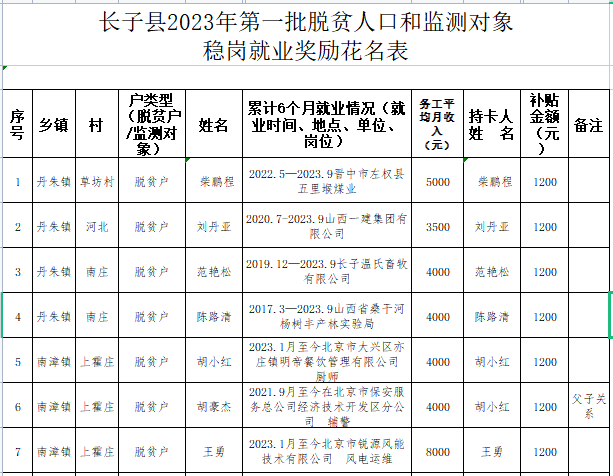 长子县2023年第一批脱贫人口和监测对象
稳岗就业奖励花名表
序号 乡镇 村 户类型（脱贫户/监测对象） 姓名 累计6个月就业情况（就业时间、地点、单位、岗位） 务工平均月收入（元） 持卡人姓 名 补贴金额（元） 备注
1 丹朱镇 草坊村 脱贫户 柴鹏程 2022.5—2023.9晋中市左权县五里堠煤业 5000 柴鹏程 1200
2 丹朱镇 河北 脱贫户 刘丹亚 2020.7-2023.9山西一建集团有限公司 3500 刘丹亚 1200
3 丹朱镇 南庄 脱贫户 范艳松 2019.12—2023.9长子温氏畜牧有限公司 4000 范艳松 1200
4 丹朱镇 南庄 脱贫户 陈路清 2017.3—2023.9山西省桑干河杨树丰产林实验局 4000 陈路清 1200
5 南漳镇 上霍庄 脱贫户 胡小红 2023.1月至今北京市大兴区亦庄镇明帝餐饮管理有限公司 厨师 4000 胡小红 1200
6 南漳镇 上霍庄 脱贫户 胡豪杰 2021.9月至今在北京市保安服务总公司经济技术开发区分公司 辅警 4000 胡小红 1200 父子关系
7 南漳镇 上霍庄 脱贫户 王勇 2023.1月至今北京市锐源风能技术有限公司 风电运维 8000 王勇 1200